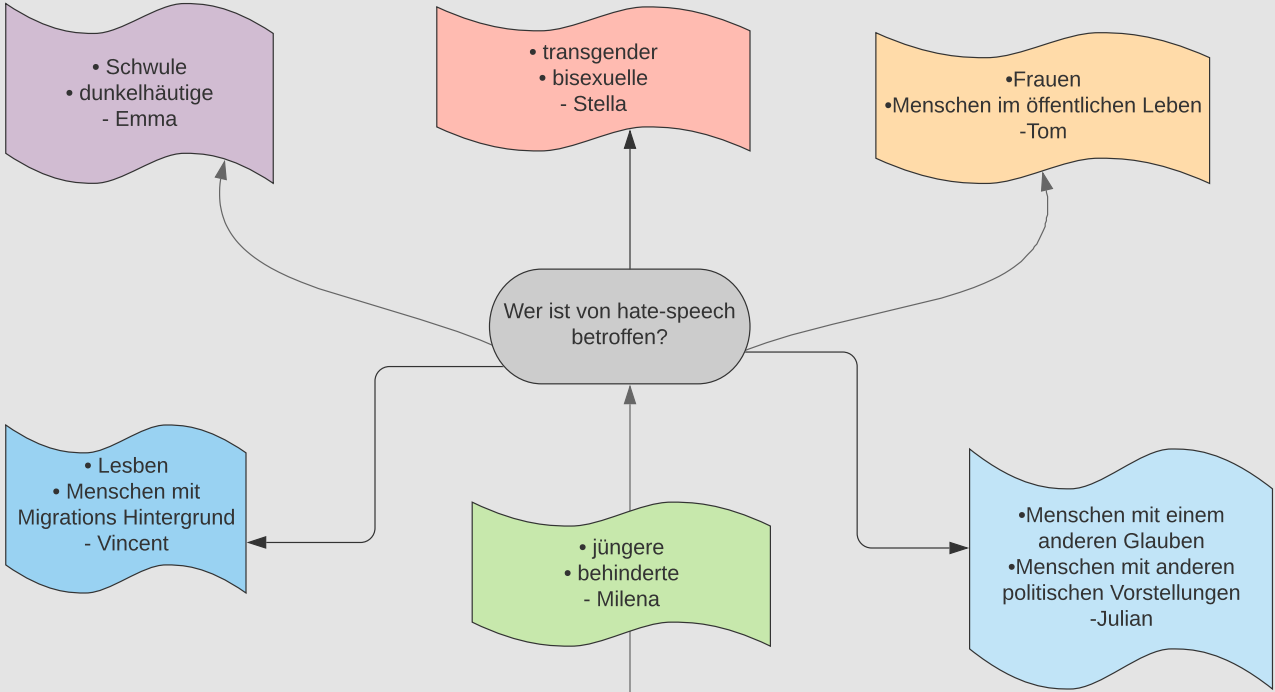 • Schwule
• dunkelhäutige
- Emma
• transgender
• bisexuelle
- Stella
•Frauen
•Menschen im öffentlichen Leben
-Tom
Wer ist von hate-speech
betroffen?
• Lesben
• Menschen mit
Migrations Hintergrund
- Vincent
• jüngere
• behinderte
- Milena
•Menschen mit einem
anderen Glauben
•Menschen mit anderen
politischen Vorstellungen
-Julian